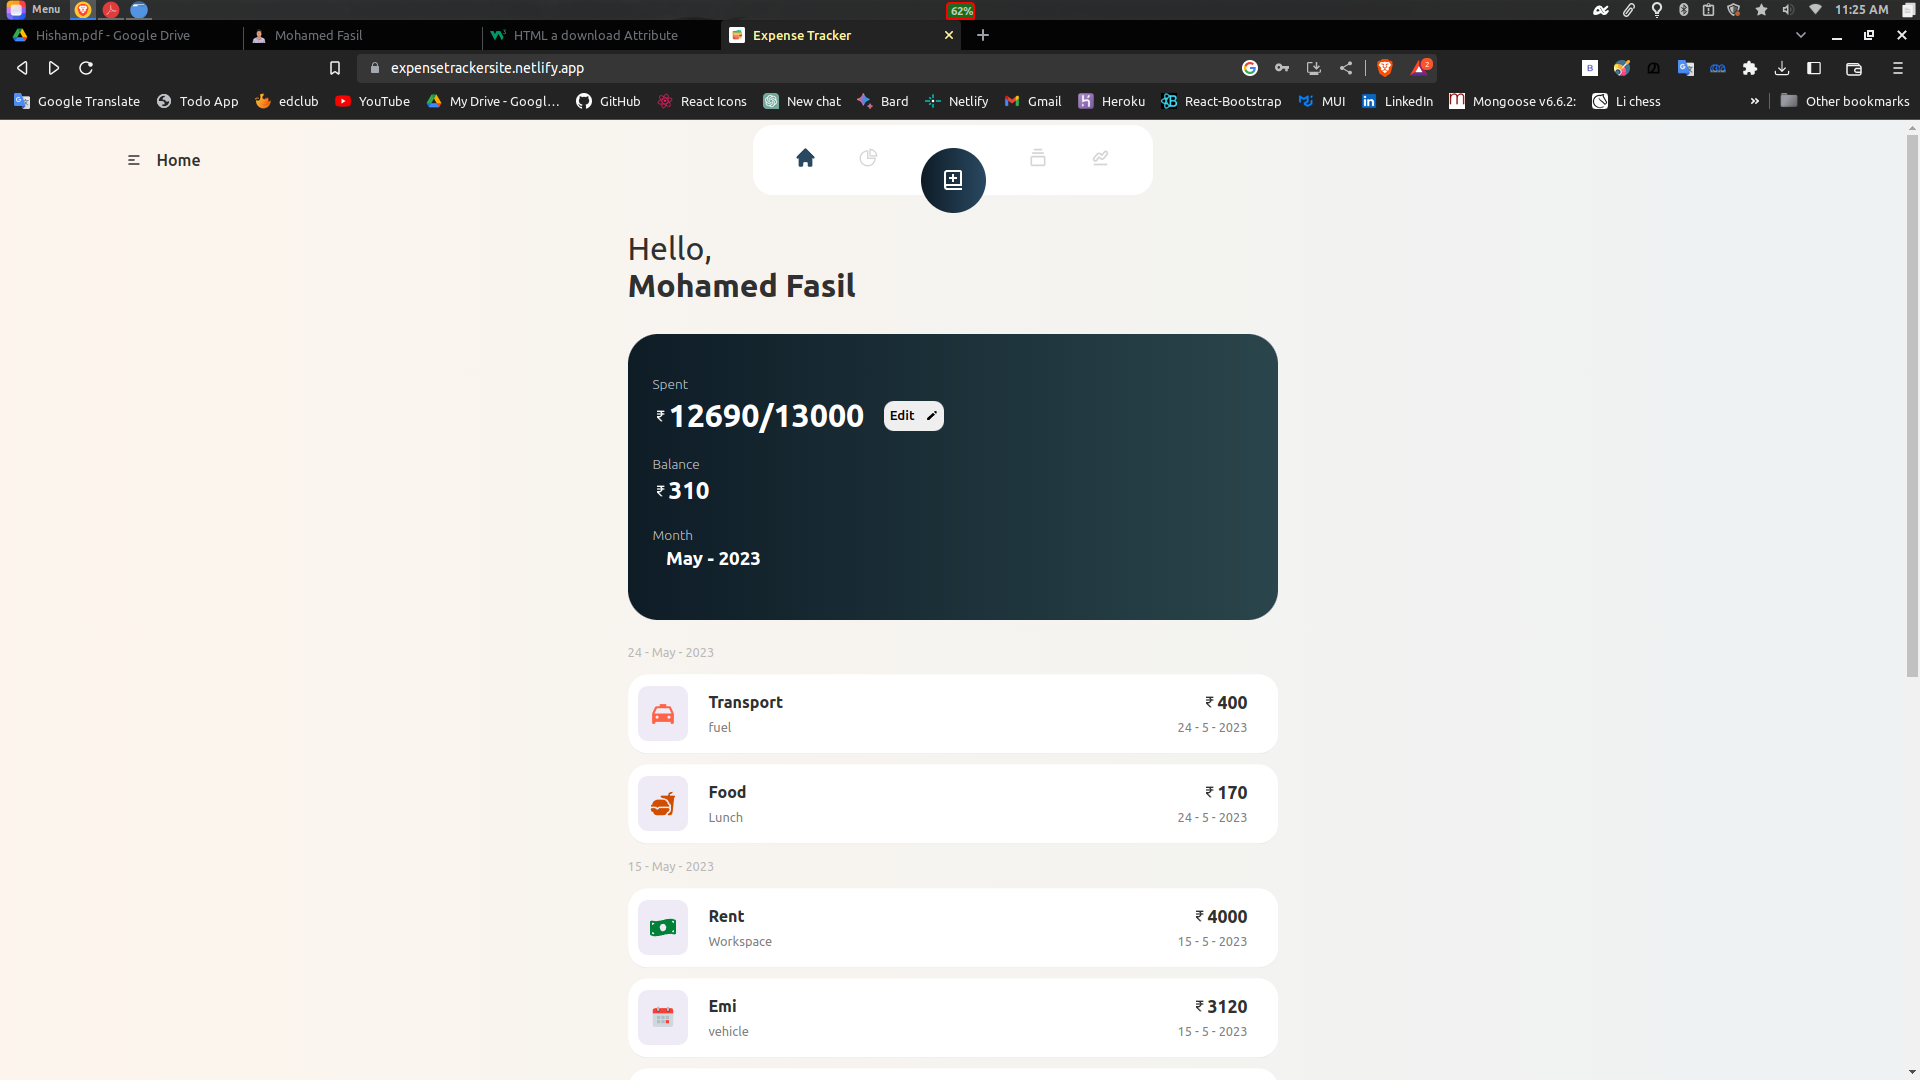 Menu
62%
11:25 AM
Hisham.pdf - Google Drive
Mohamed Fasil
HTML a download Attribute
Expense Tracker
expensetrackersite.netlify.app
2
Google Translate
Todo App
edclub
YouTube
My Drive - Googl...
GitHub
React Icons
New chat
Bard
Netlify
Gmail
Heroku
React-Bootstrap
MUI
LinkedIn
Mongoose v6.6.2:
Li chess
»
Other bookmarks
Home
Hello,
Mohamed Fasil
Spent
₹ 12690/13000
Edit
Balance
₹ 310
Month
May - 2023
24 - May - 2023
Transport
₹ 400
fuel
24 - 5 - 2023
Food
₹ 170
Lunch
24 - 5 - 2023
15 - May - 2023
Rent
₹ 4000
Workspace
15 - 5 - 2023
Emi
₹ 3120
vehicle
15 - 5 - 2023